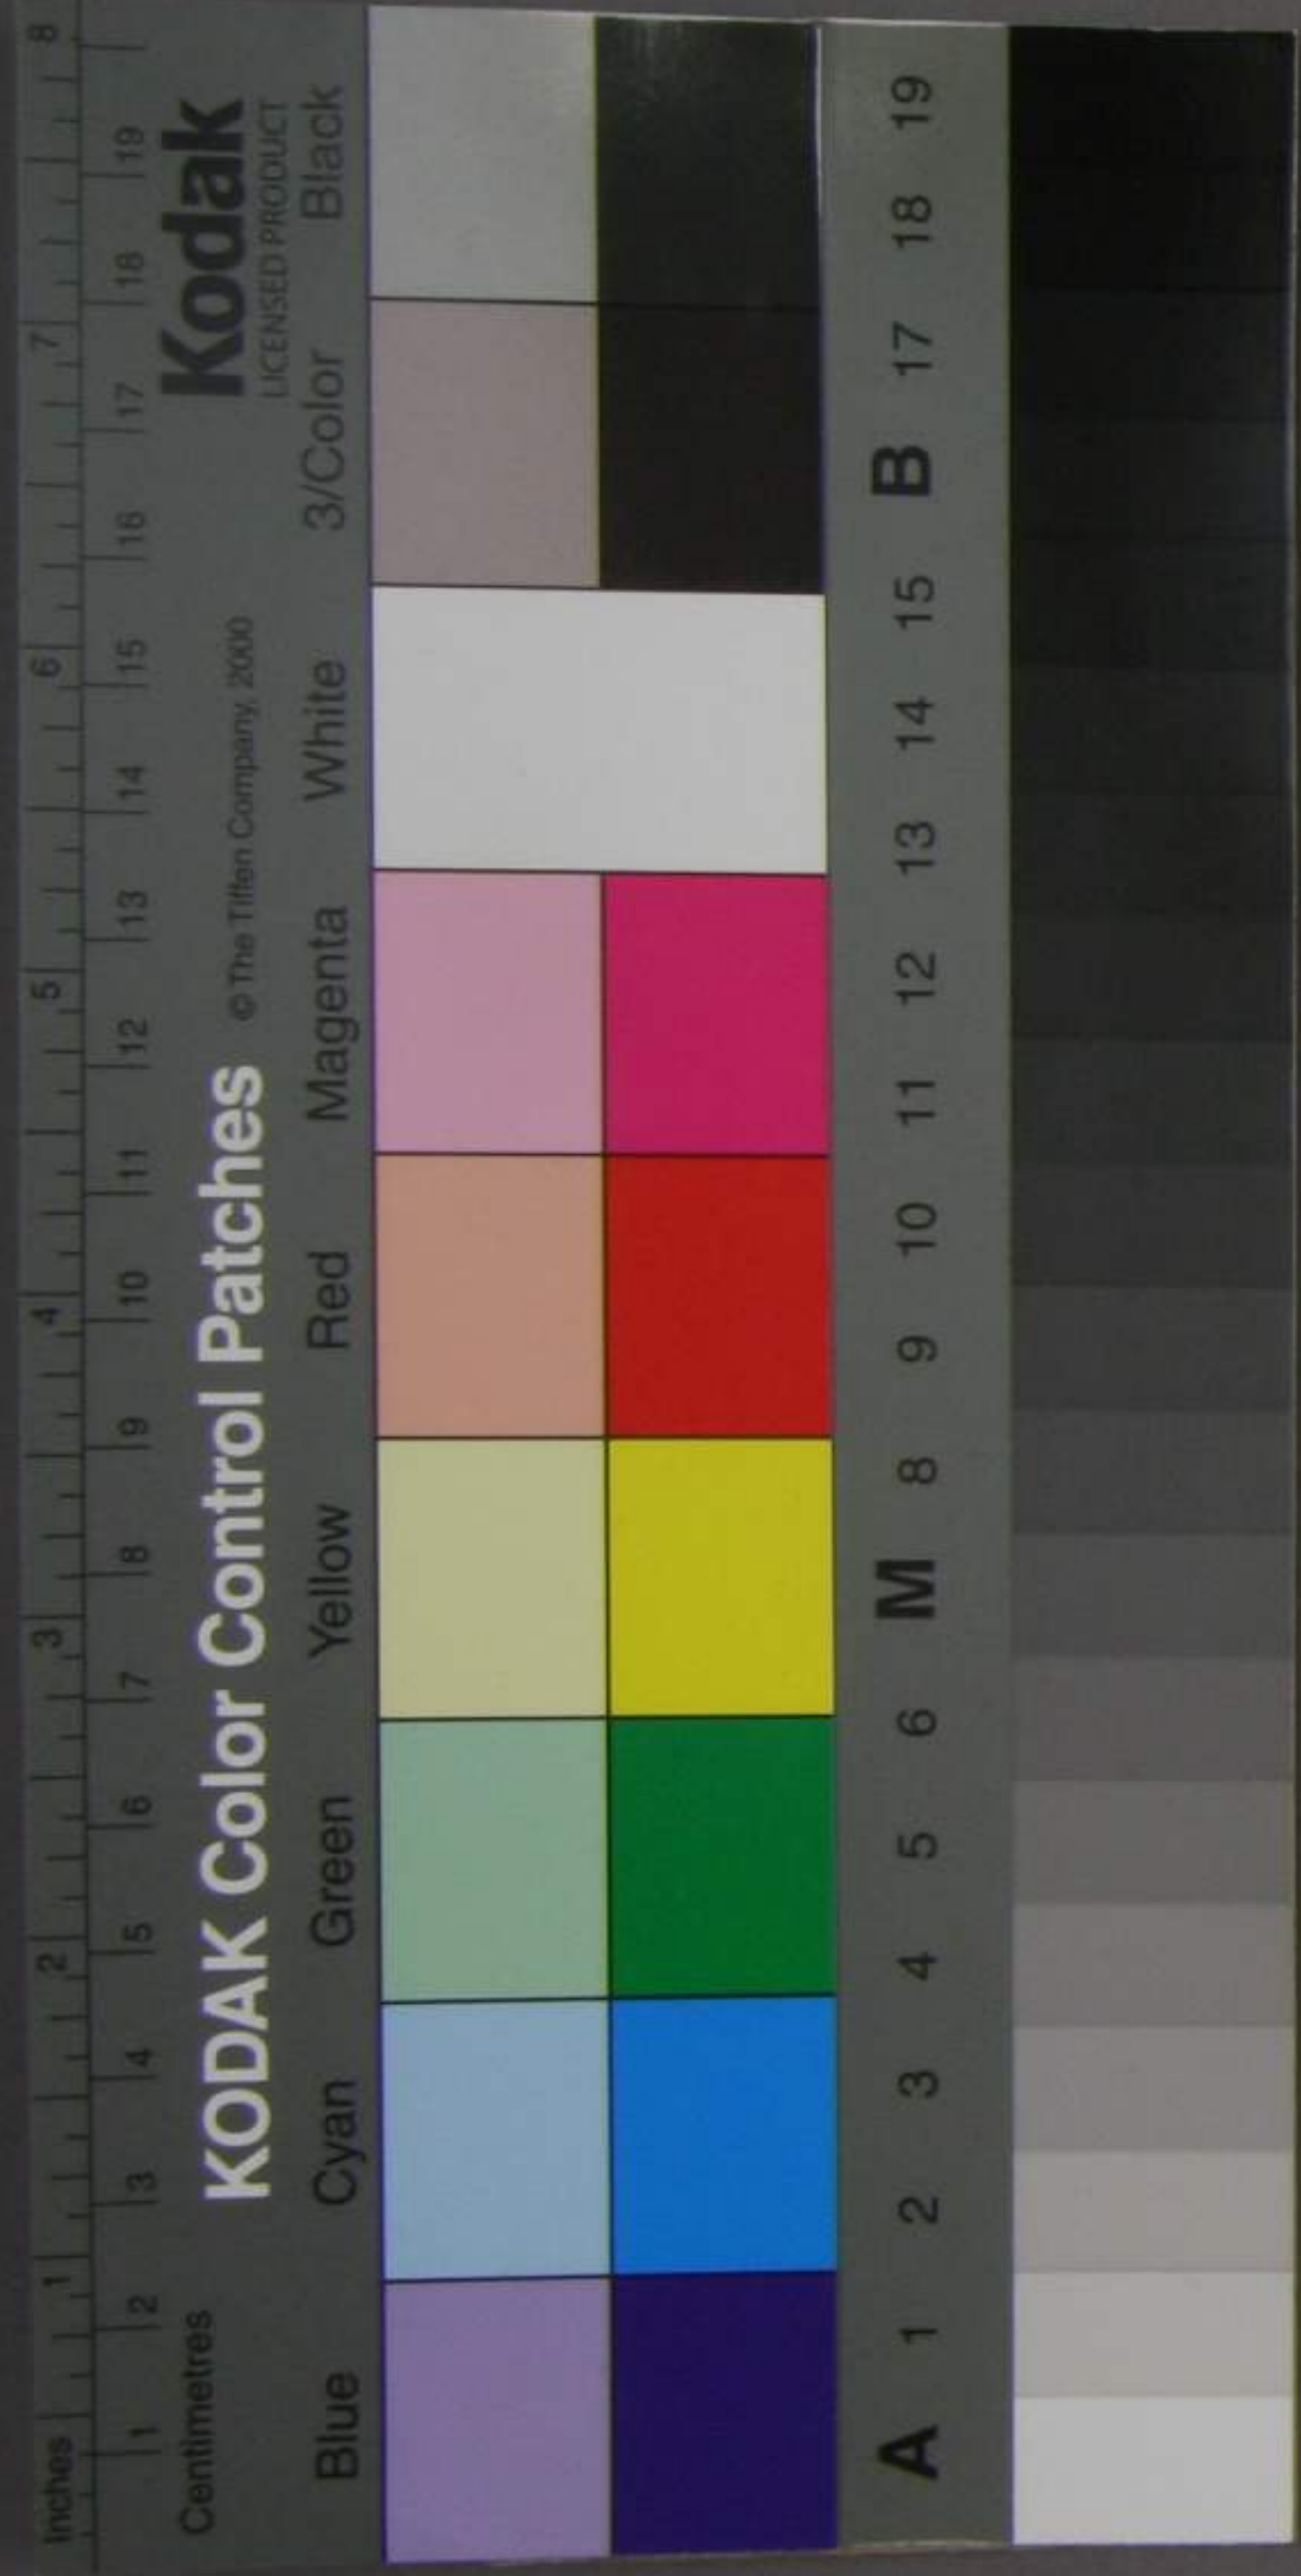 Inches 1 2 3 4 5 6 7 8
1 2 3 4 5 6 7 8 9 10 11 12 13 14 15 16 17 18 19
Centimetres
KODAK Color Control Patches © The Tiffen Company, 2000 Kodak
LICENSED PRODUCT
Blue Cyan Green Yellow Red Magenta White 3/Color Black
A 1 2 3 4 5 6 M 8 9 10 11 12 13 14 15 B 17 18 19